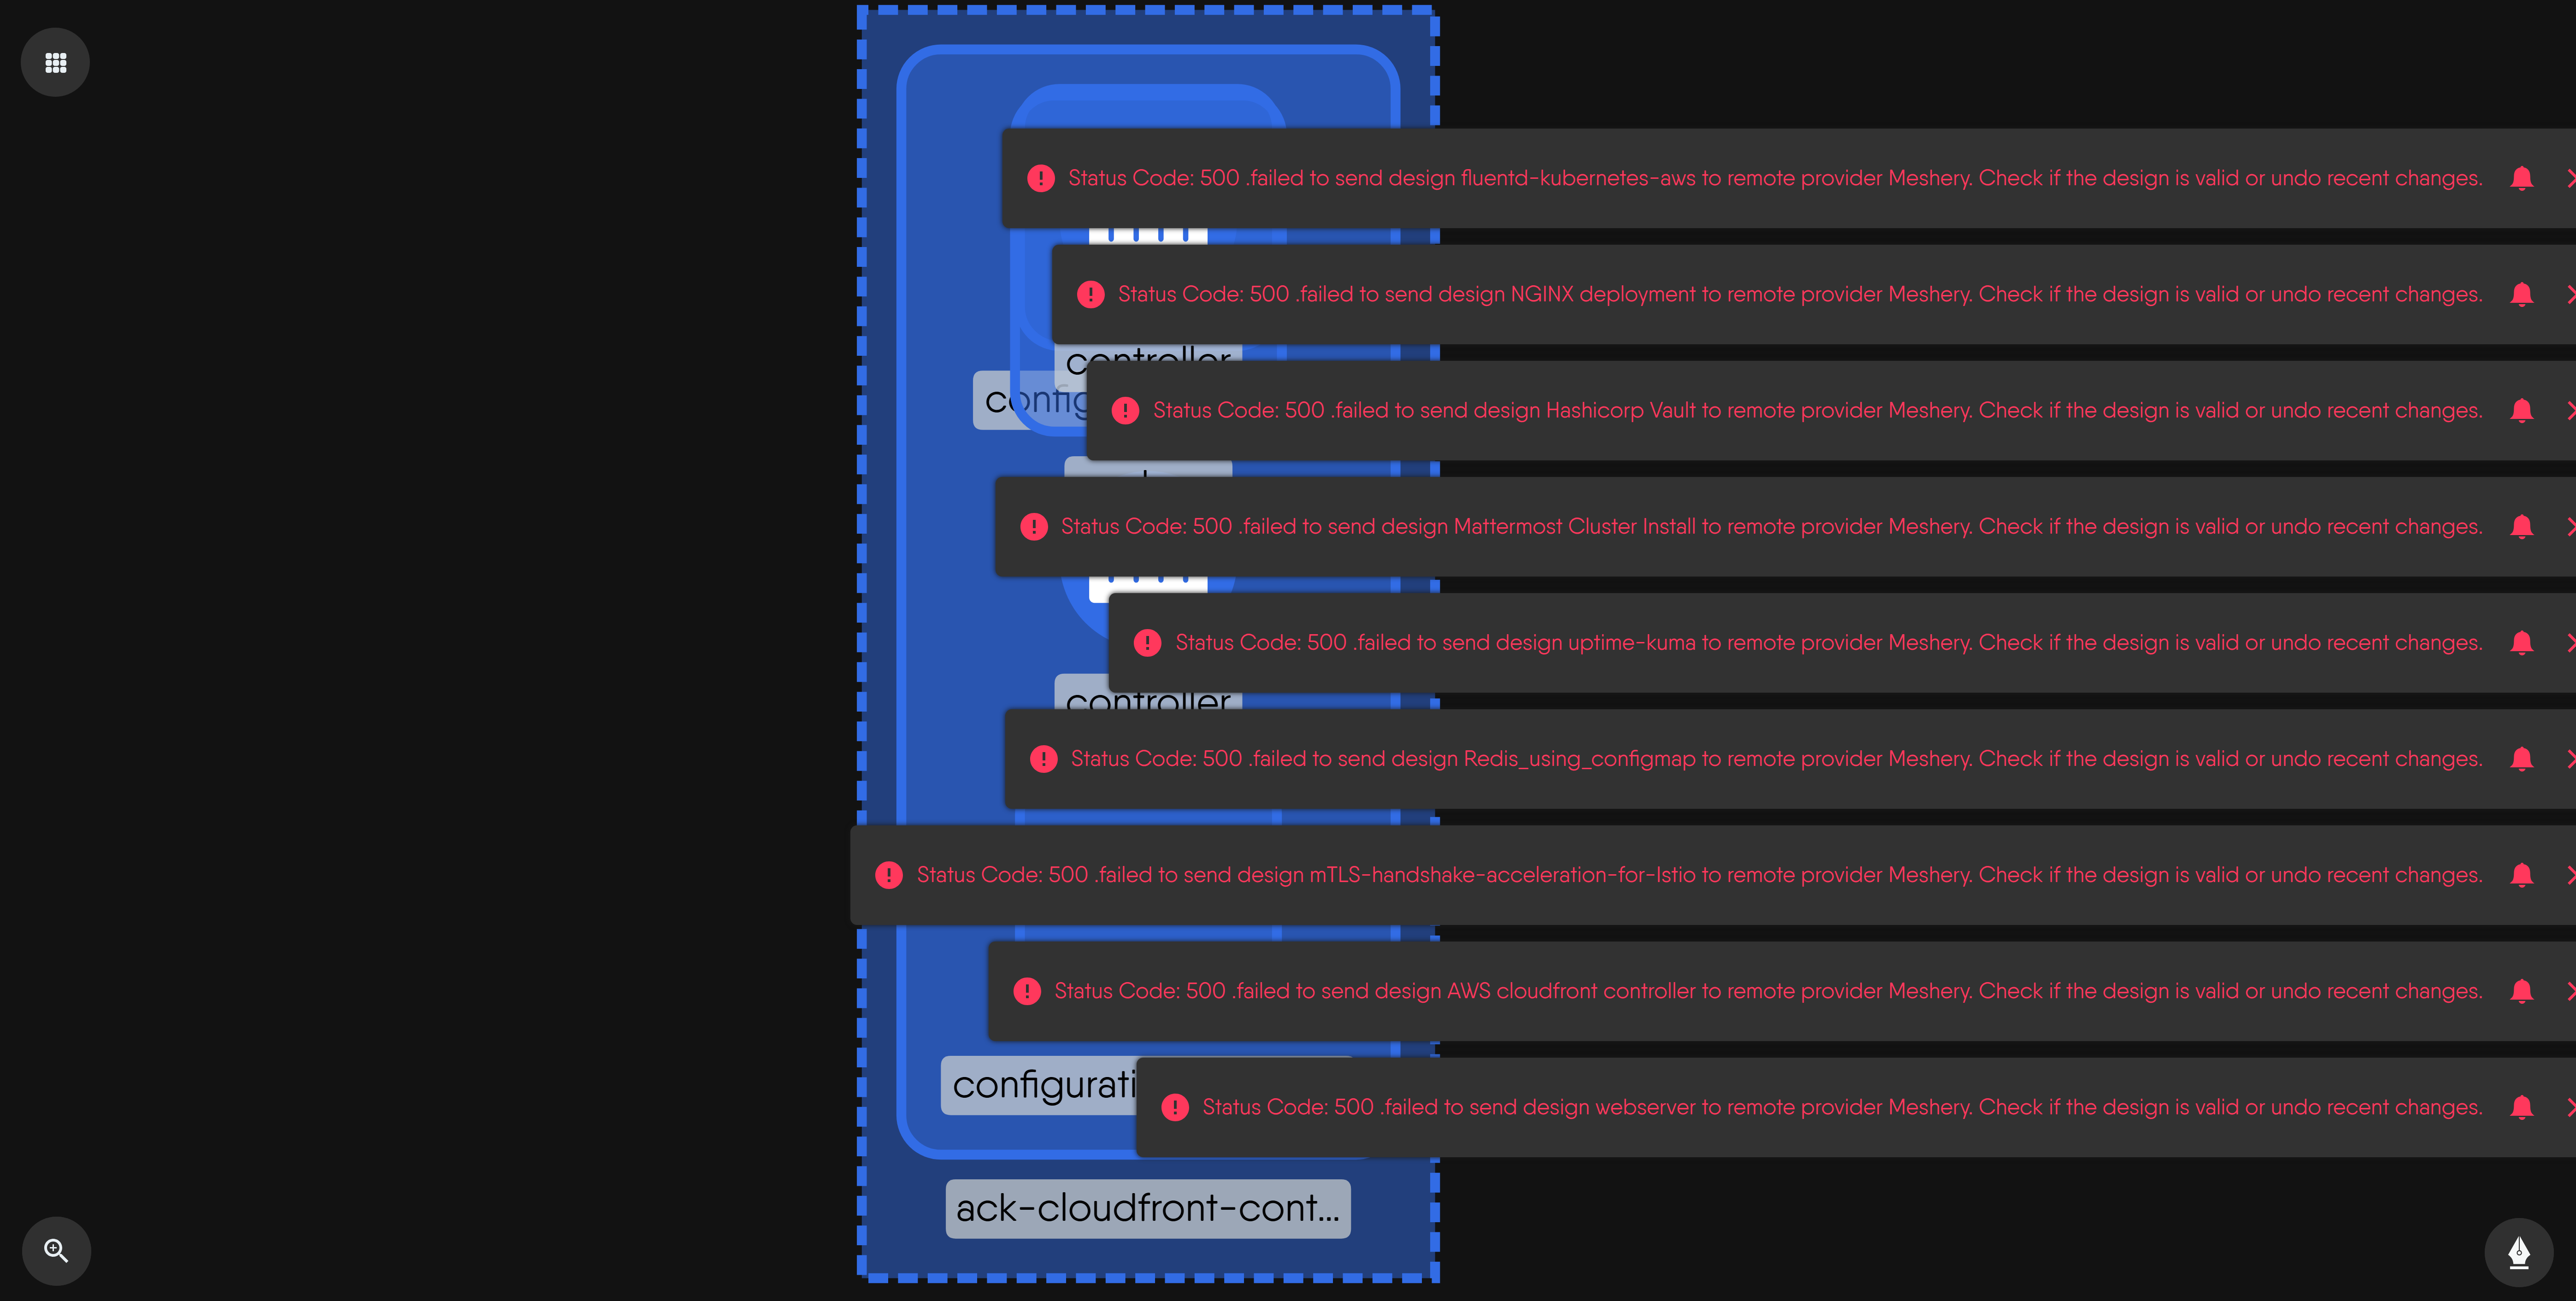 Status Code: 500 .failed to send design fluentd-kubernetes-aws to remote provider Meshery. Check if the design is valid or undo recent changes.
Status Code: 500 .failed to send design NGINX deployment to remote provider Meshery. Check if the design is valid or undo recent changes.
controller
config
Status Code: 500 .failed to send design Hashicorp Vault to remote provider Meshery. Check if the design is valid or undo recent changes.
Status Code: 500 .failed to send design Mattermost Cluster Install to remote provider Meshery. Check if the design is valid or undo recent changes.
Status Code: 500 .failed to send design uptime-kuma to remote provider Meshery. Check if the design is valid or undo recent changes.
controller
Status Code: 500 .failed to send design Redis_using_configmap to remote provider Meshery. Check if the design is valid or undo recent changes.
Status Code: 500 .failed to send design mTLS-handshake-acceleration-for-Istio to remote provider Meshery. Check if the design is valid or undo recent changes.
Status Code: 500 .failed to send design AWS cloudfront controller to remote provider Meshery. Check if the design is valid or undo recent changes.
configurati
Status Code: 500 .failed to send design webserver to remote provider Meshery. Check if the design is valid or undo recent changes.
ack-cloudfront-cont...